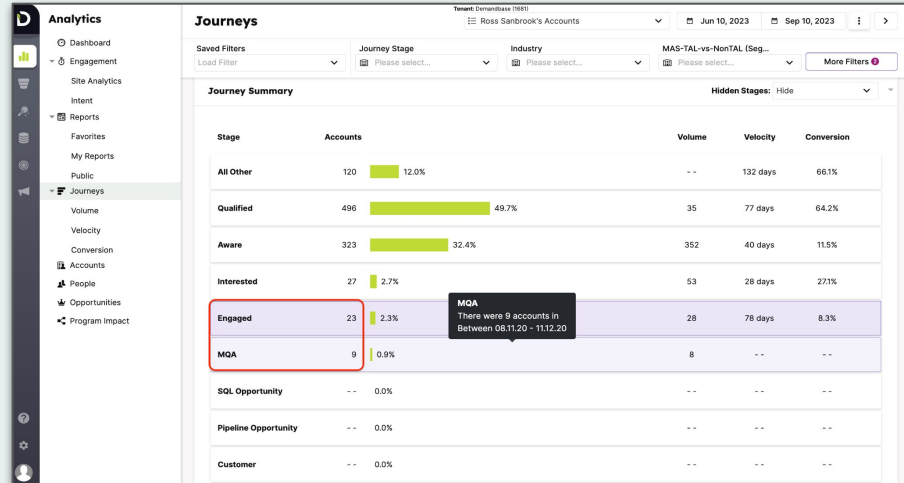 Tenant: Demandbase (1681)
Analytics
Journeys
Ross Sanbrook's Accounts
Jun 10, 2023
Sep 10, 2023
Dashboard
Engagement
Site Analytics
Intent
Reports
Favorites
My Reports
Public
Journeys
Volume
Velocity
Conversion
Accounts
People
Opportunities
Program Impact
Saved Filters
Load Filter
Journey Stage
Please select...
Industry
Please select...
MAS-TAL-vs-NonTAL (Seg...
Please select...
More Filters 2
Journey Summary
Hidden Stages: Hide
Stage Accounts Volume Velocity Conversion
All Other 120 12.0% - - 132 days 66.1%
Qualified 496 49.7% 35 77 days 64.2%
Aware 323 32.4% 352 40 days 11.5%
Interested 27 2.7% 53 28 days 27.1%
Engaged 23 2.3% 28 78 days 8.3%
MQA
There were 9 accounts in
Between 08.11.20 - 11.12.20
MQA 9 0.9% 8 - - - -
SQL Opportunity - - 0.0% - - - - - -
Pipeline Opportunity - - 0.0% - - - - - -
Customer - - 0.0% - - - - - -